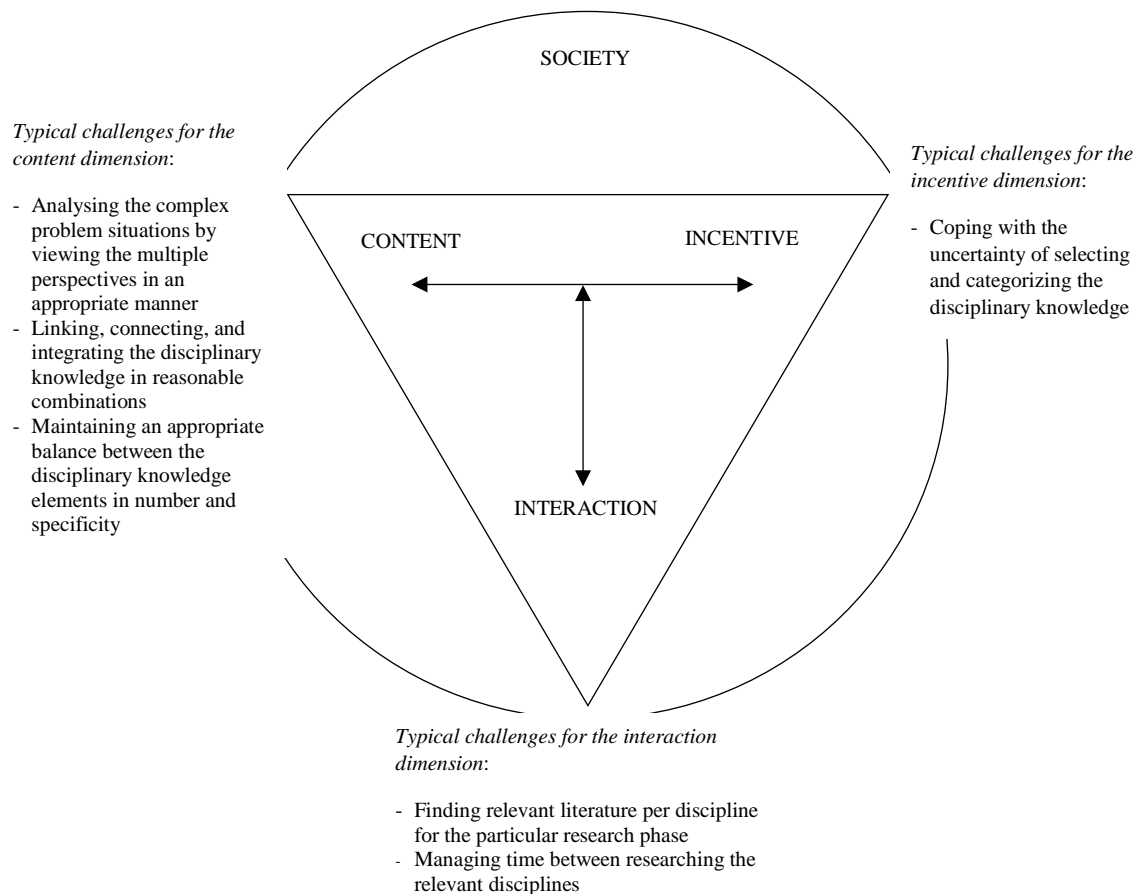 SOCIETY
Typical challenges for the
content dimension:
- Analysing the complex
problem situations by
viewing the multiple
perspectives in an
appropriate manner
- Linking, connecting, and
integrating the disciplinary
knowledge in reasonable
combinations
- Maintaining an appropriate
balance between the
disciplinary knowledge
elements in number and
specificity
CONTENT
INCENTIVE
INTERACTION
Typical challenges for the
incentive dimension:
- Coping with the
uncertainty of selecting
and categorizing the
disciplinary knowledge
Typical challenges for the interaction
dimension:
- Finding relevant literature per discipline
for the particular research phase
- Managing time between researching the
relevant disciplines